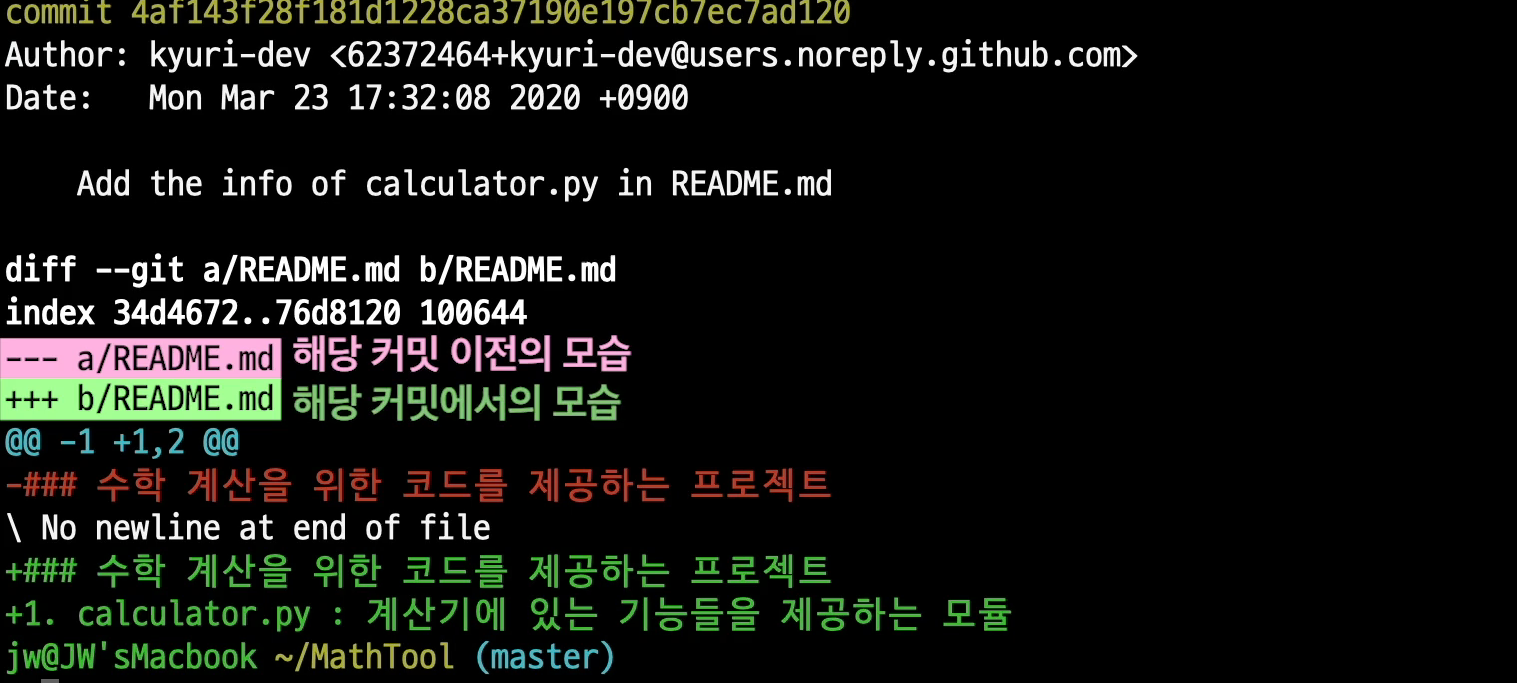 commit 4af143f28f181d1228ca37190e197cb7ec7ad120
Author: kyuri-dev <62372464+kyuri-dev@users.noreply.github.com>
Date:   Mon Mar 23 17:32:08 2020 +0900
    Add the info of calculator.py in README.md
diff --git a/README.md b/README.md
index 34d4672..76d8120 100644
--- a/README.md 해당 커밋 이전의 모습
+++ b/README.md 해당 커밋에서의 모습
@@ -1 +1,2 @@
-### 수학 계산을 위한 코드를 제공하는 프로젝트
\ No newline at end of file
+### 수학 계산을 위한 코드를 제공하는 프로젝트
+1. calculator.py : 계산기에 있는 기능들을 제공하는 모듈
jw@JW'sMacbook ~/MathTool (master)